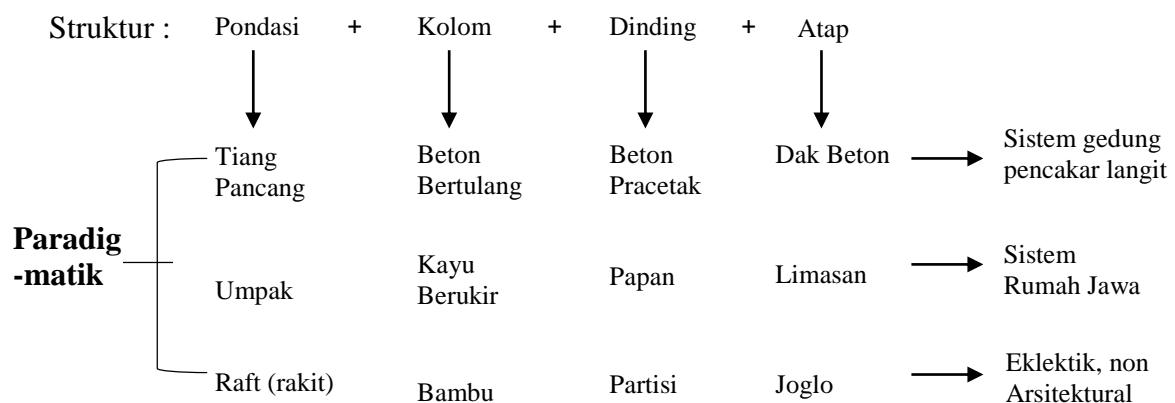 Struktur : Pondasi + Kolom + Dinding + Atap
Tiang Pancang
Beton Bertulang
Beton Pracetak
Dak Beton
Sistem gedung pencakar langit
Paradig
-matik
Umpak
Kayu Berukir
Papan
Limasan
Sistem Rumah Jawa
Raft (rakit)
Bambu
Partisi
Joglo
Eklektik, non Arsitektural